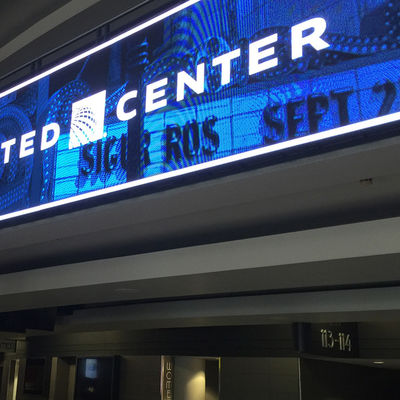 TED CENTER
SIGUR ROS SEPT 2
113-114